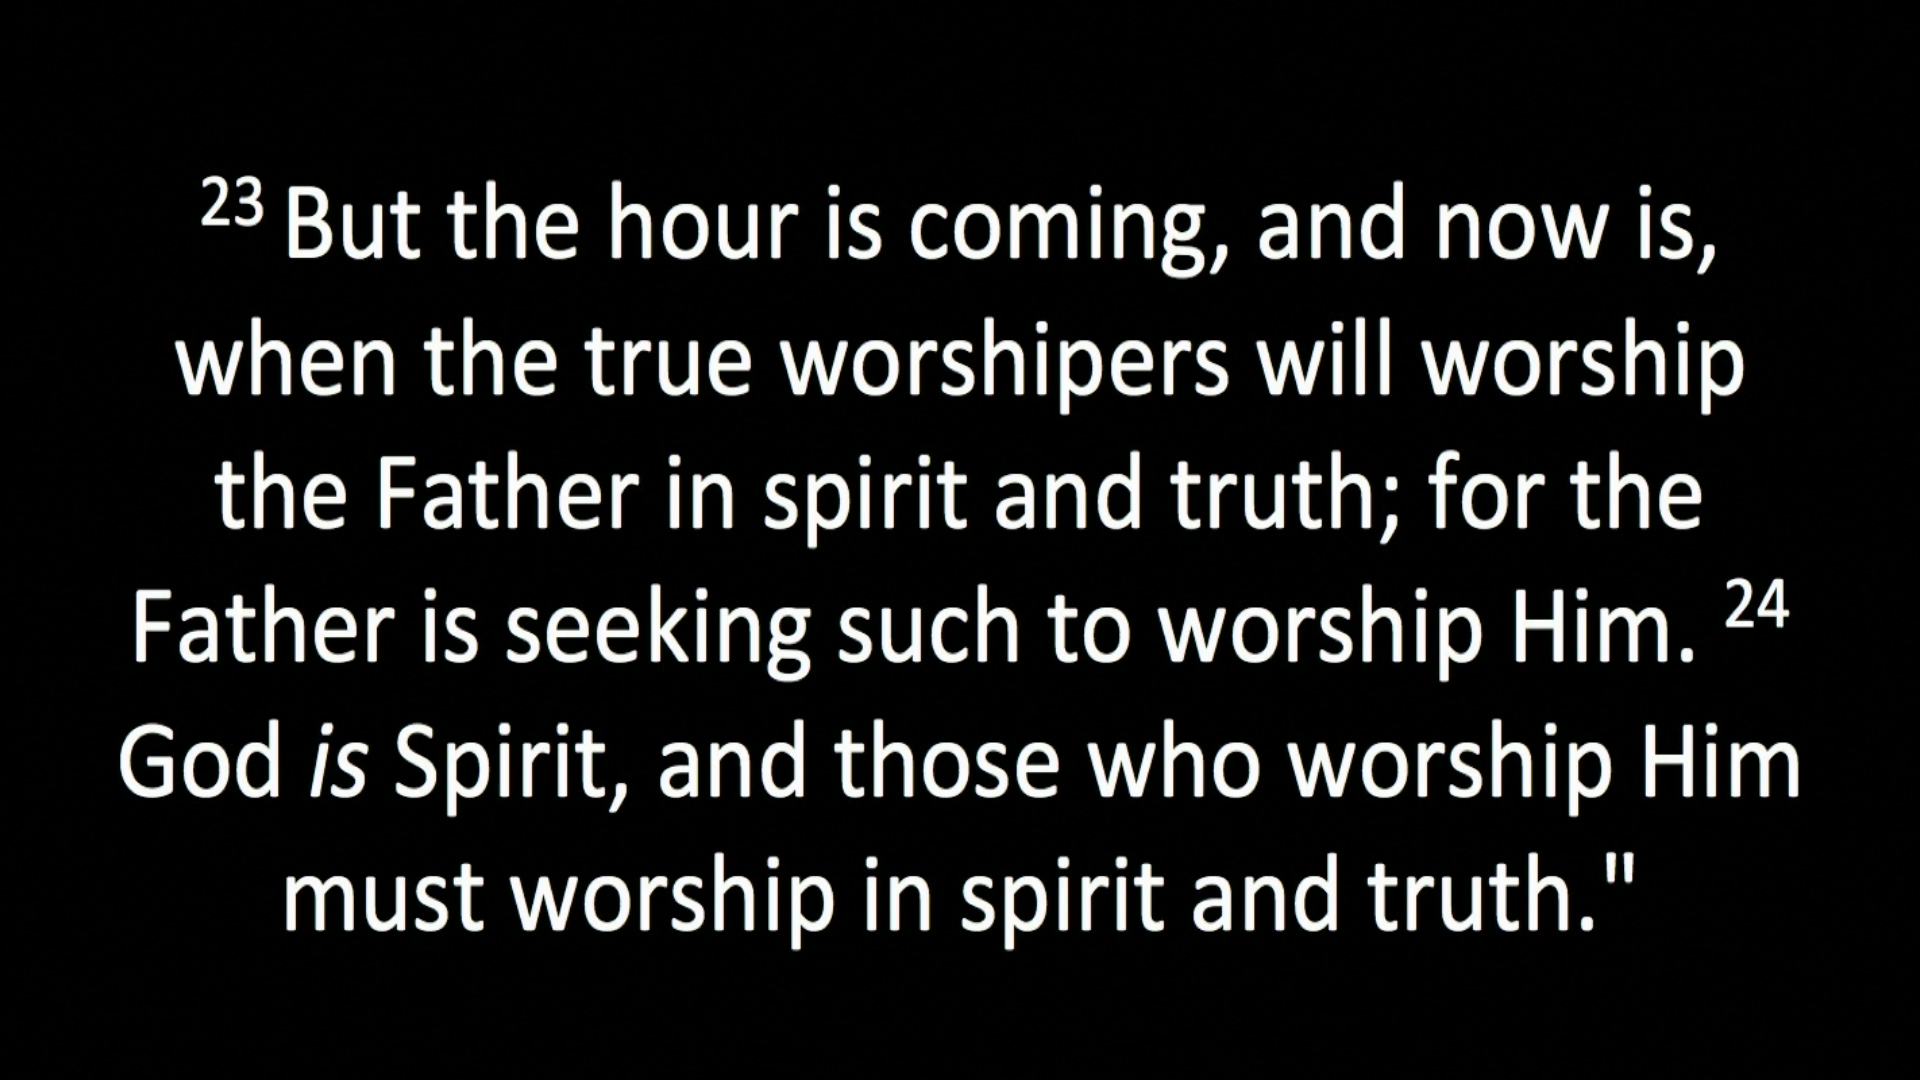 23 But the hour is coming, and now is,
when the true worshipers will worship
the Father in spirit and truth; for the
Father is seeking such to worship Him. 24
God is Spirit, and those who worship Him
must worship in spirit and truth."